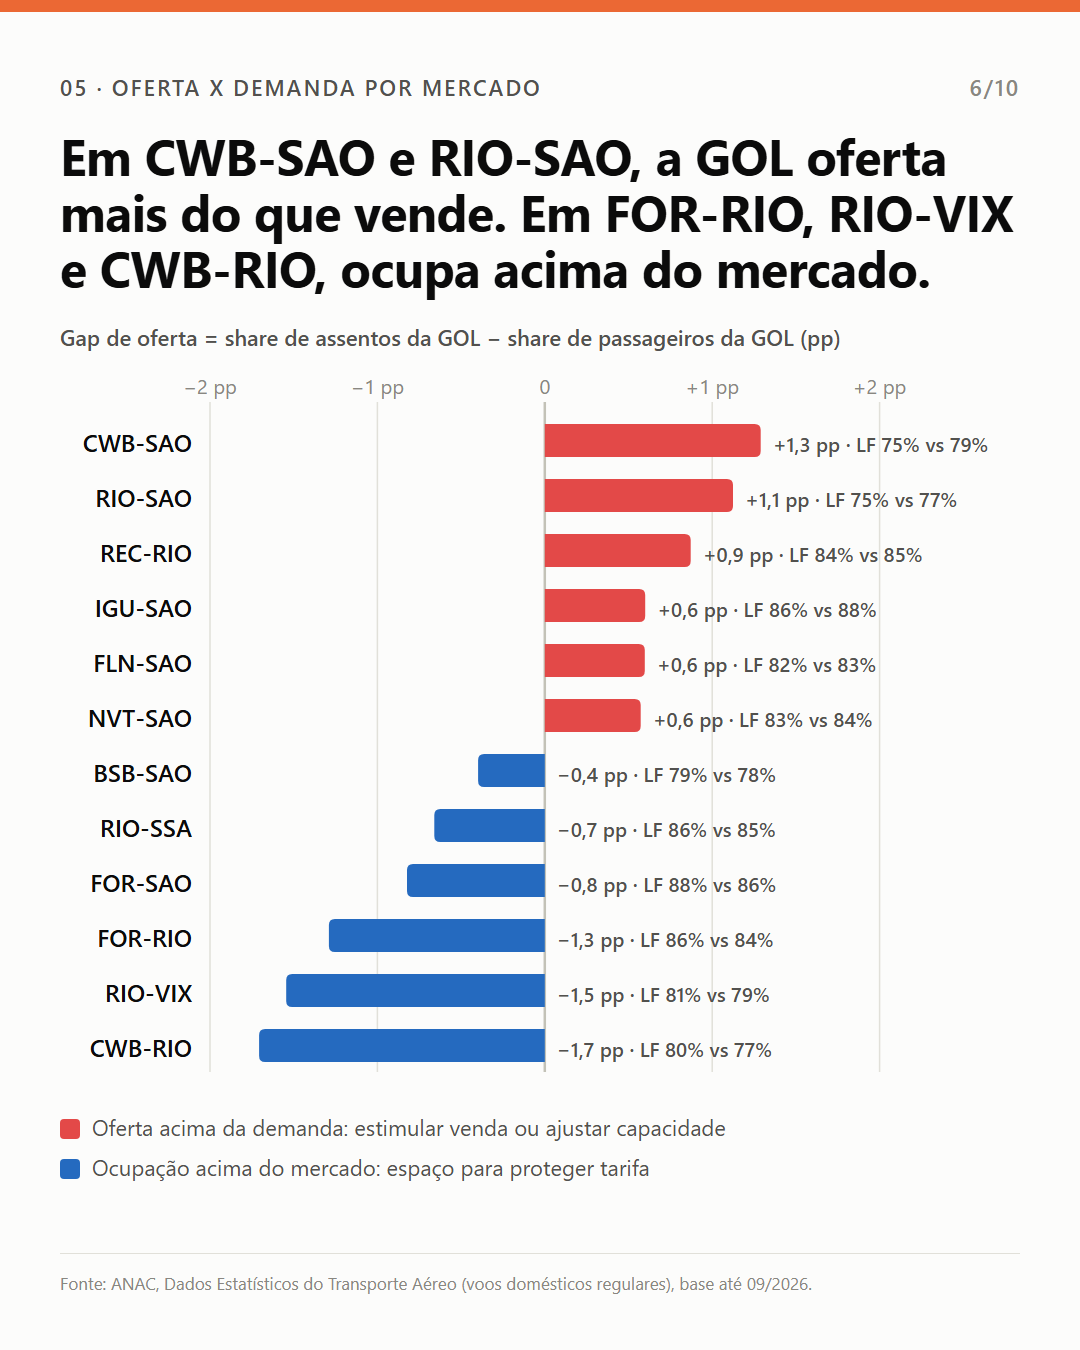 05 · OFERTA X DEMANDA POR MERCADO
6/10
Em CWB-SAO e RIO-SAO, a GOL oferta
mais do que vende. Em FOR-RIO, RIO-VIX
e CWB-RIO, ocupa acima do mercado.
Gap de oferta = share de assentos da GOL − share de passageiros da GOL (pp)
−2 pp −1 pp 0 +1 pp +2 pp
CWB-SAO +1,3 pp · LF 75% vs 79%
RIO-SAO +1,1 pp · LF 75% vs 77%
REC-RIO +0,9 pp · LF 84% vs 85%
IGU-SAO +0,6 pp · LF 86% vs 88%
FLN-SAO +0,6 pp · LF 82% vs 83%
NVT-SAO +0,6 pp · LF 83% vs 84%
BSB-SAO −0,4 pp · LF 79% vs 78%
RIO-SSA −0,7 pp · LF 86% vs 85%
FOR-SAO −0,8 pp · LF 88% vs 86%
FOR-RIO −1,3 pp · LF 86% vs 84%
RIO-VIX −1,5 pp · LF 81% vs 79%
CWB-RIO −1,7 pp · LF 80% vs 77%
Oferta acima da demanda: estimular venda ou ajustar capacidade
Ocupação acima do mercado: espaço para proteger tarifa
Fonte: ANAC, Dados Estatísticos do Transporte Aéreo (voos domésticos regulares), base até 09/2026.